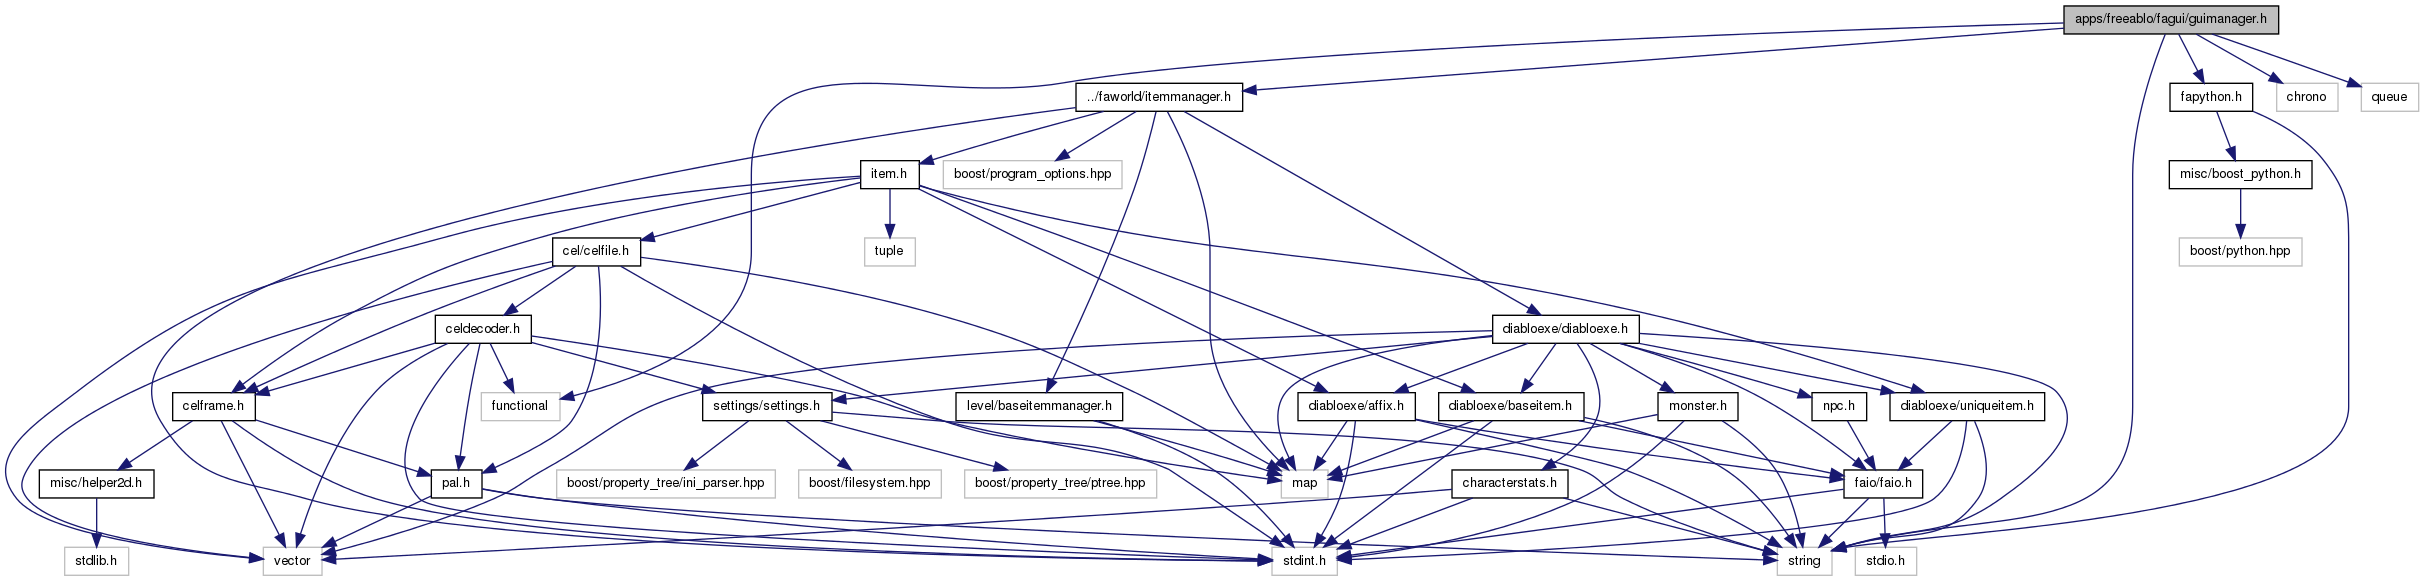 apps/freeablo/fagui/guimanager.h
../faworld/itemmanager.h
fapython.h
chrono
queue
item.h
boost/program_options.hpp
misc/boost_python.h
cel/celfile.h
tuple
boost/python.hpp
celdecoder.h
diabloexe/diabloexe.h
celframe.h
functional
settings/settings.h
level/baseitemmanager.h
diabloexe/affix.h
diabloexe/baseitem.h
monster.h
npc.h
diabloexe/uniqueitem.h
misc/helper2d.h
pal.h
boost/property_tree/ini_parser.hpp
boost/filesystem.hpp
boost/property_tree/ptree.hpp
map
characterstats.h
faio/faio.h
stdlib.h
vector
stdint.h
string
stdio.h